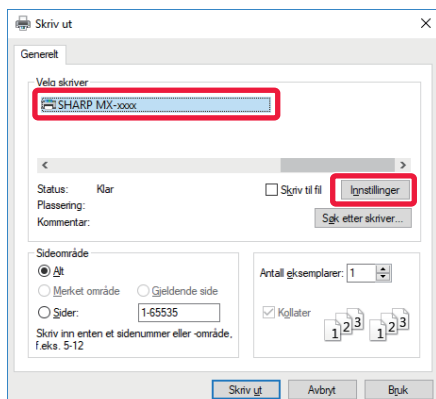 Skriv ut
Generelt
Velg skriver
SHARP MX-xxxx
Status: Klar
Skriv til fil
Innstillinger
Plassering:
Kommentar:
Søk etter skriver...
Sideområde
Alt
Merket område
Gjeldende side
Sider:
1-65535
Skriv inn enten et sidenummer eller -område,
f.eks. 5-12
Antall eksemplarer: 1
Kollater
1 2 3
1 2 3
Skriv ut
Avbryt
Bruk